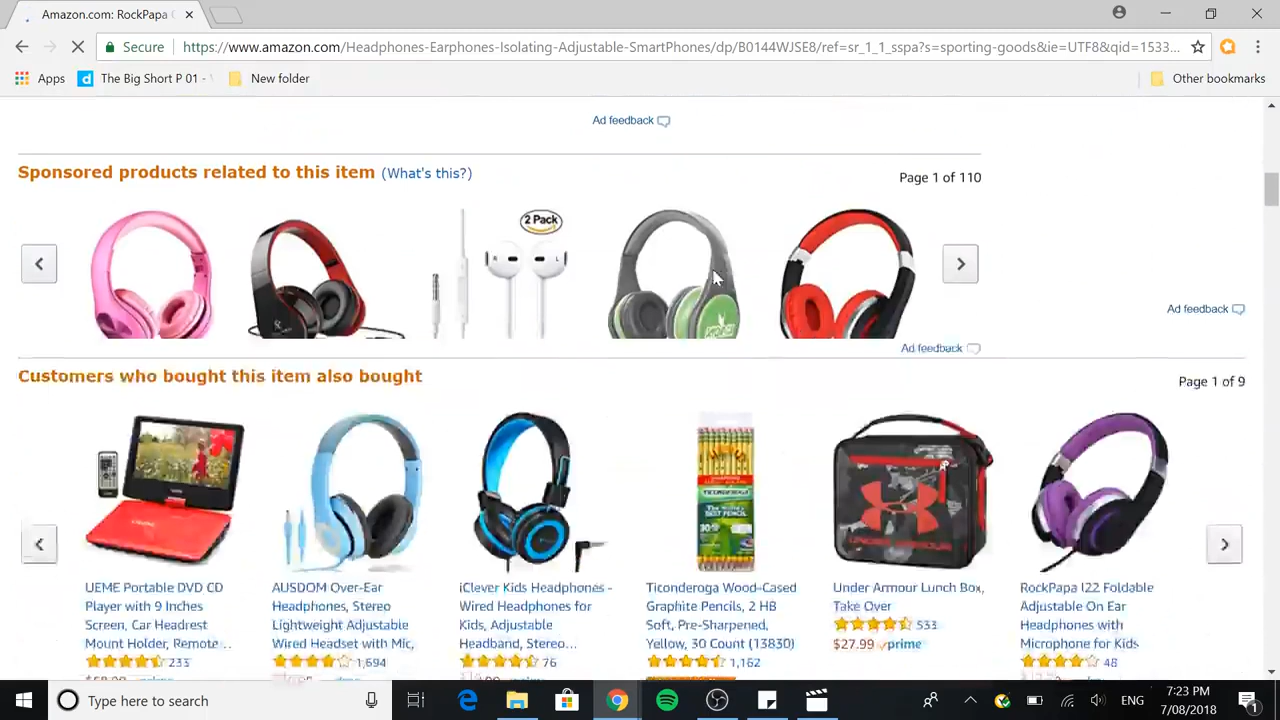 Amazon.com: RockPapa
Secure https://www.amazon.com/Headphones-Earphones-Isolating-Adjustable-SmartPhones/dp/B0144WJSS8/ref=sr_1_1_sspa?s=sporting-goods&ie=UTF8&qid=1533...
Apps The Big Short P 01 - New folder Other bookmarks
Ad feedback
Sponsored products related to this item (What's this?) Page 1 of 110
2 Pack
Ad feedback
Ad feedback
Customers who bought this item also bought Page 1 of 9
UEME Portable DVD CD
Player with 9 Inches
Screen, Car Headrest
Mount Holder, Remote...
233
AUSDOM Over-Ear
Headphones, Stereo
Lightweight Adjustable
Wired Headset with Mic,
1,694
iClever Kids Headphones -
Wired Headphones for
Kids, Adjustable
Headband, Stereo...
76
Ticonderoga Wood-Cased
Graphite Pencils, 2 HB
Soft, Pre-Sharpened,
Yellow, 30 Count (13830)
1,162
Under Armour Lunch Box,
Take Over
533
$27.99 prime
RockPapa I22 Foldable
Adjustable On Ear
Headphones with
Microphone for Kids
48
Type here to search
ENG
7:23 PM
7/08/2018